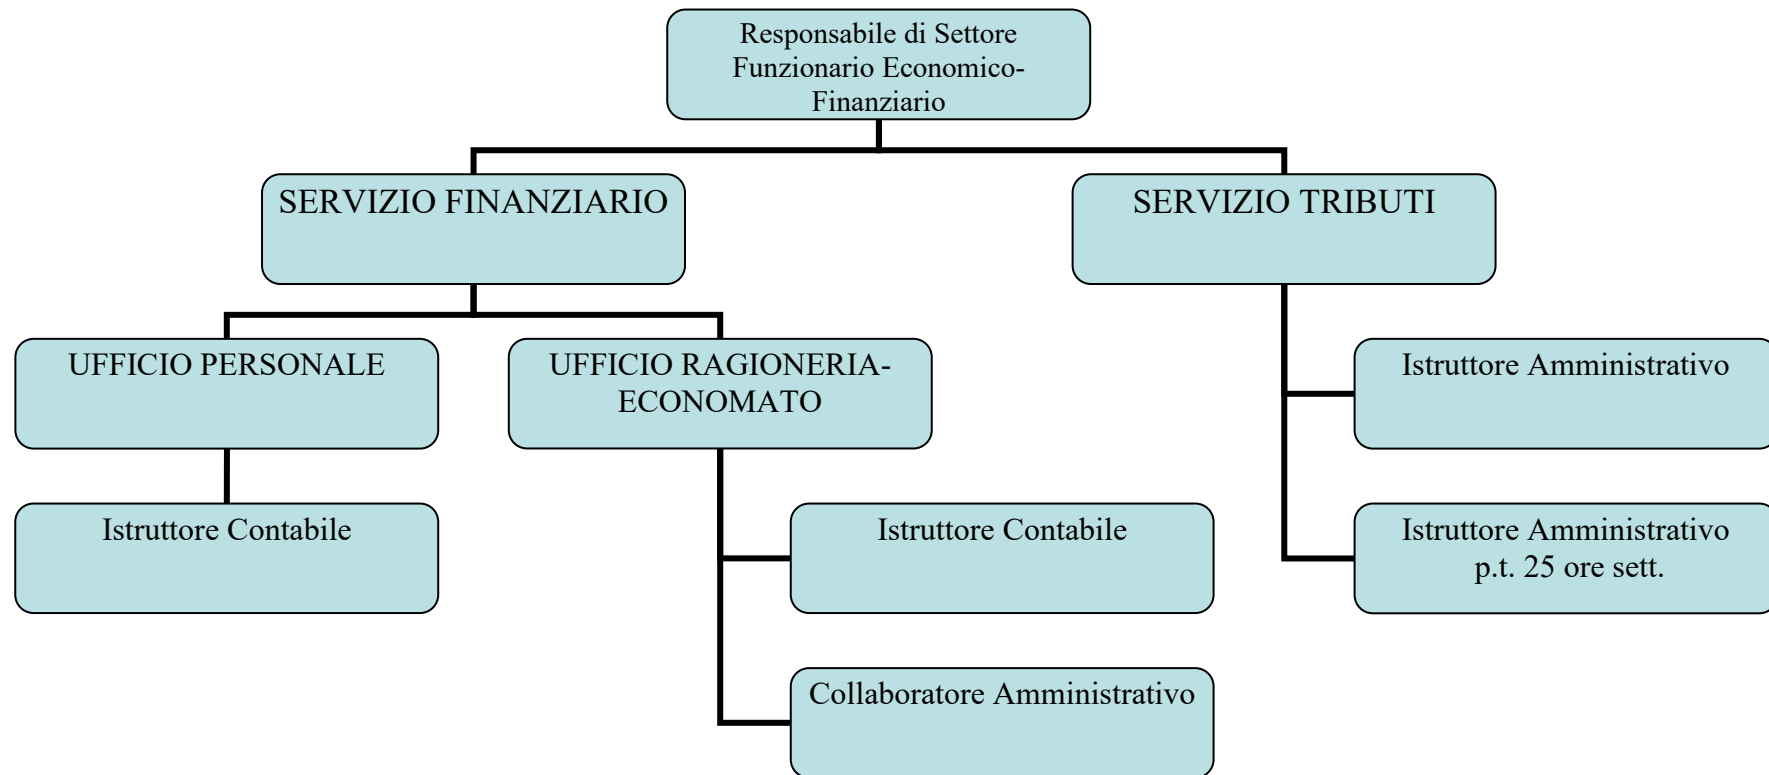 Responsabile di Settore
Funzionario Economico-
Finanziario
SERVIZIO FINANZIARIO
SERVIZIO TRIBUTI
UFFICIO PERSONALE
UFFICIO RAGIONERIA-
ECONOMATO
Istruttore Amministrativo
Istruttore Contabile
Istruttore Contabile
Istruttore Amministrativo
p.t. 25 ore sett.
Collaboratore Amministrativo